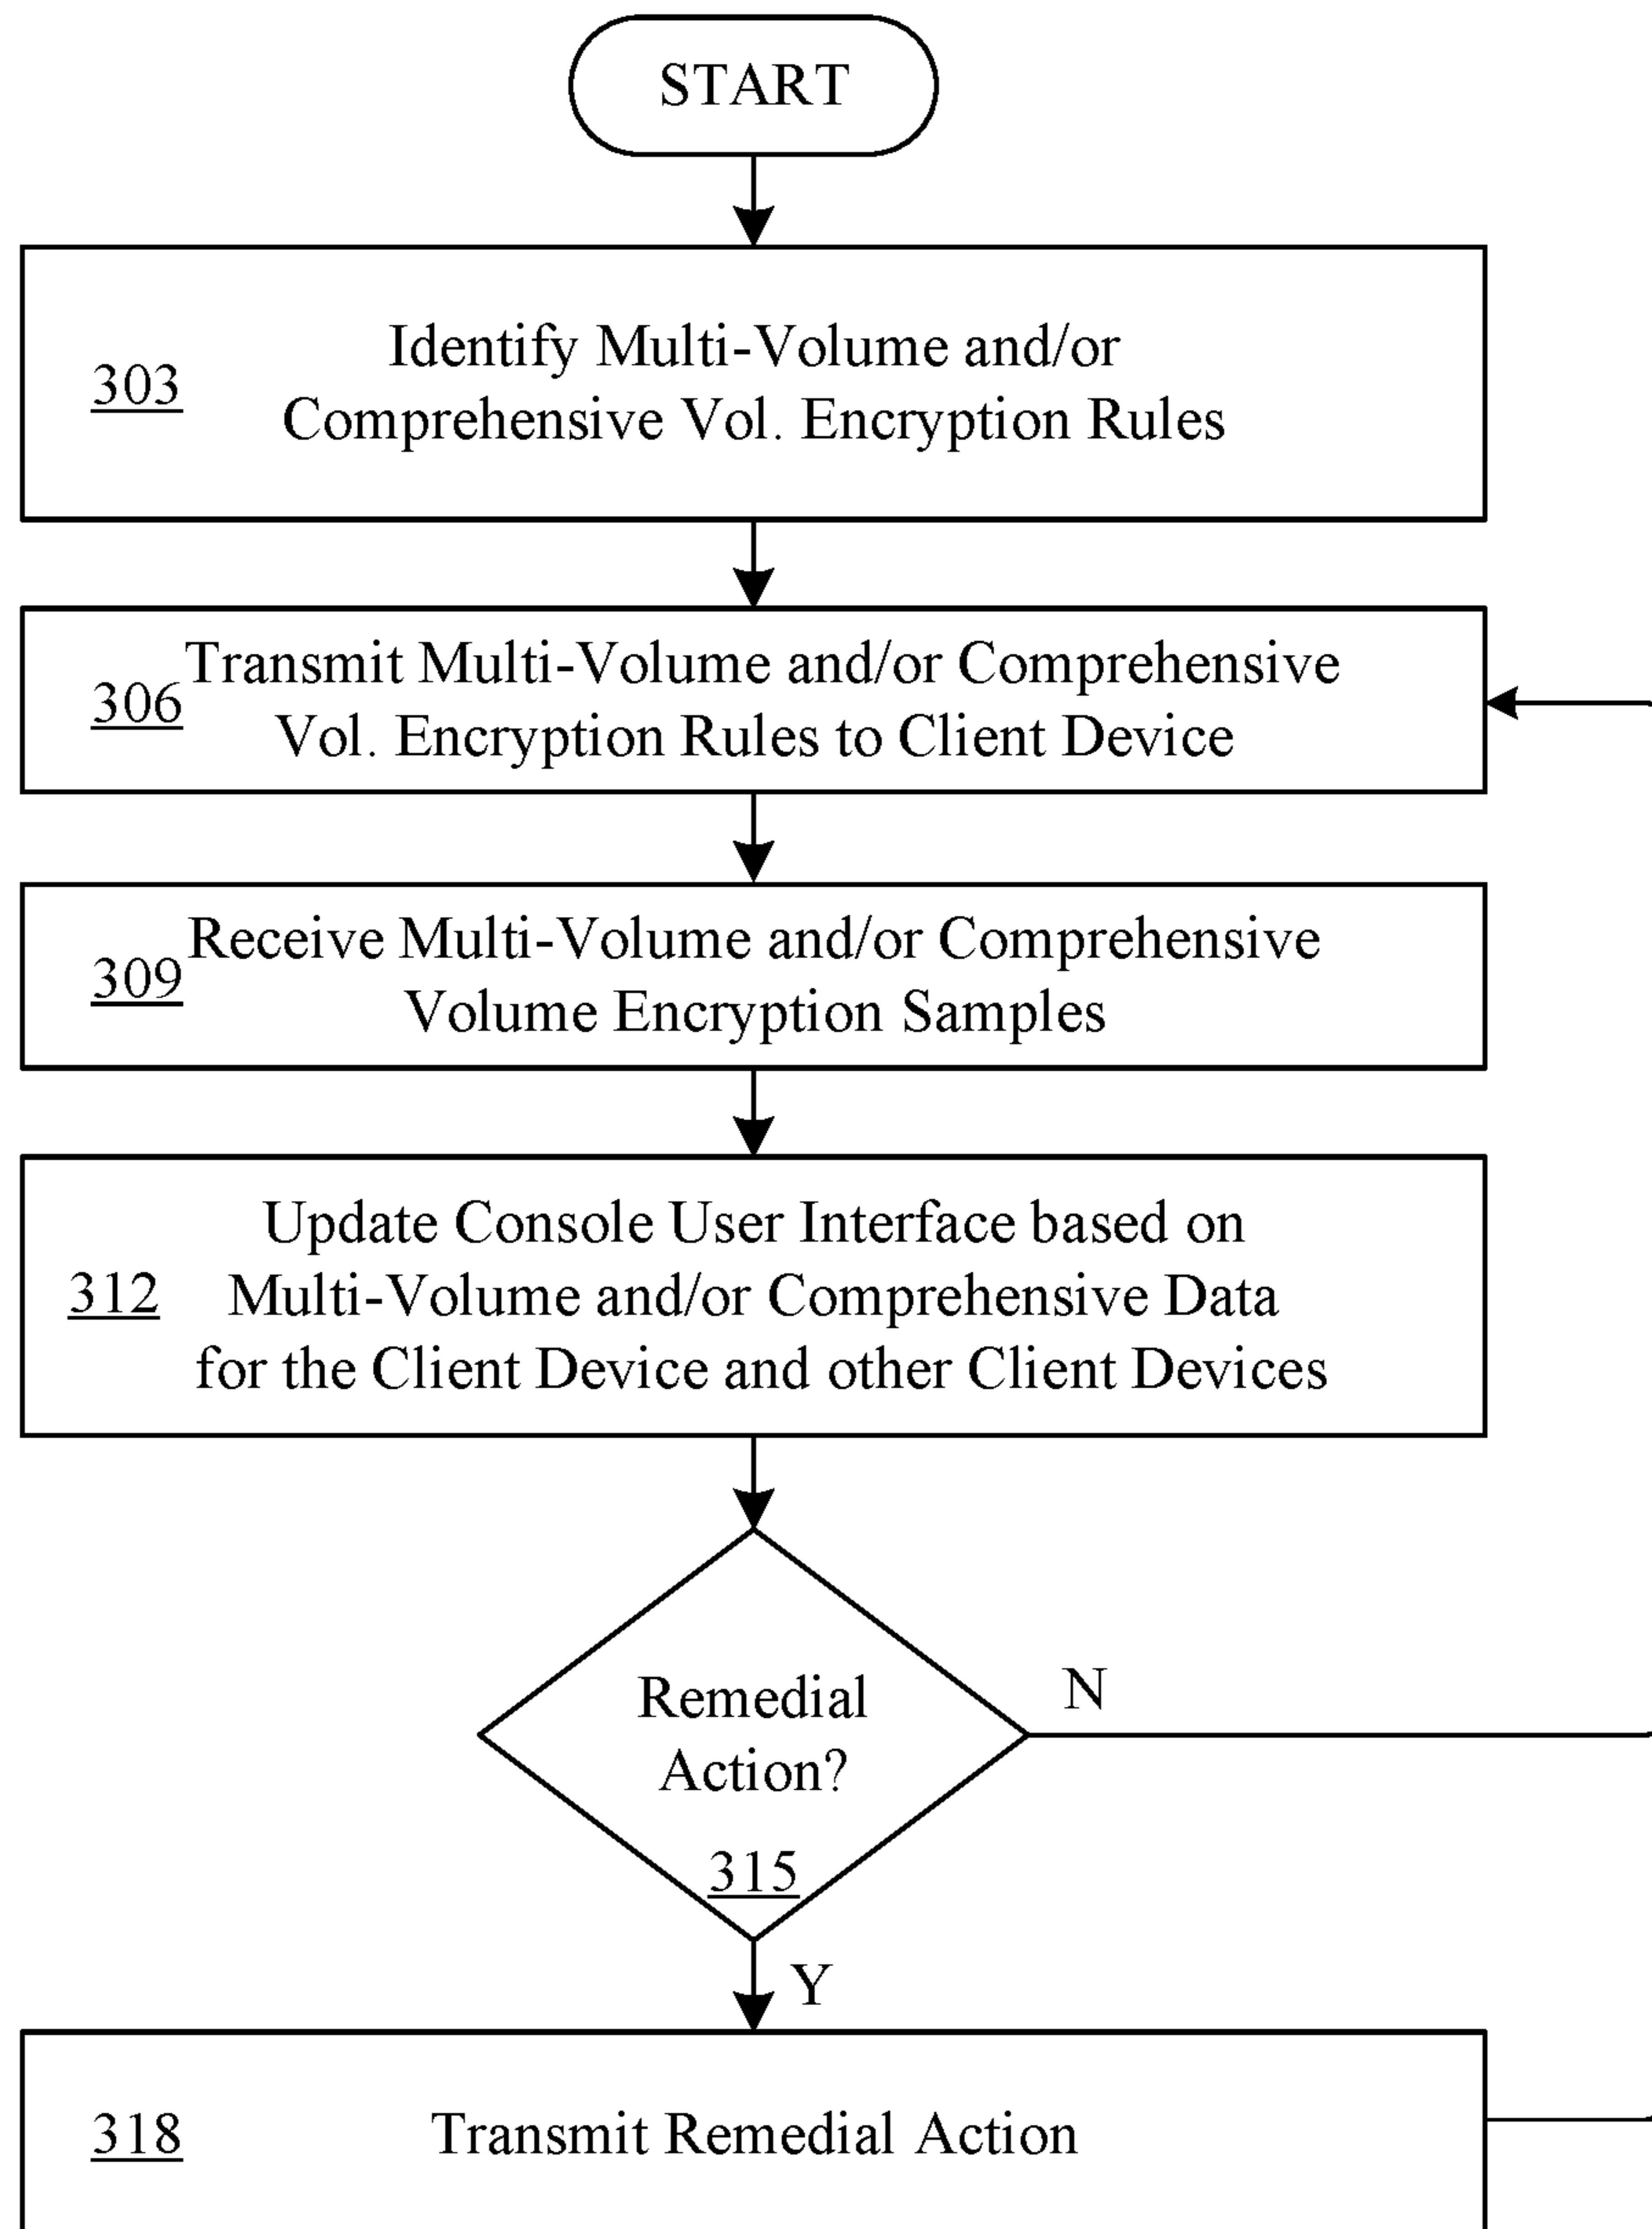 START
303
Identify Multi-Volume and/or
Comprehensive Vol. Encryption Rules
306
Transmit Multi-Volume and/or Comprehensive
Vol. Encryption Rules to Client Device
309
Receive Multi-Volume and/or Comprehensive
Volume Encryption Samples
312
Update Console User Interface based on
Multi-Volume and/or Comprehensive Data
for the Client Device and other Client Devices
Remedial
Action?
315
N
Y
318
Transmit Remedial Action